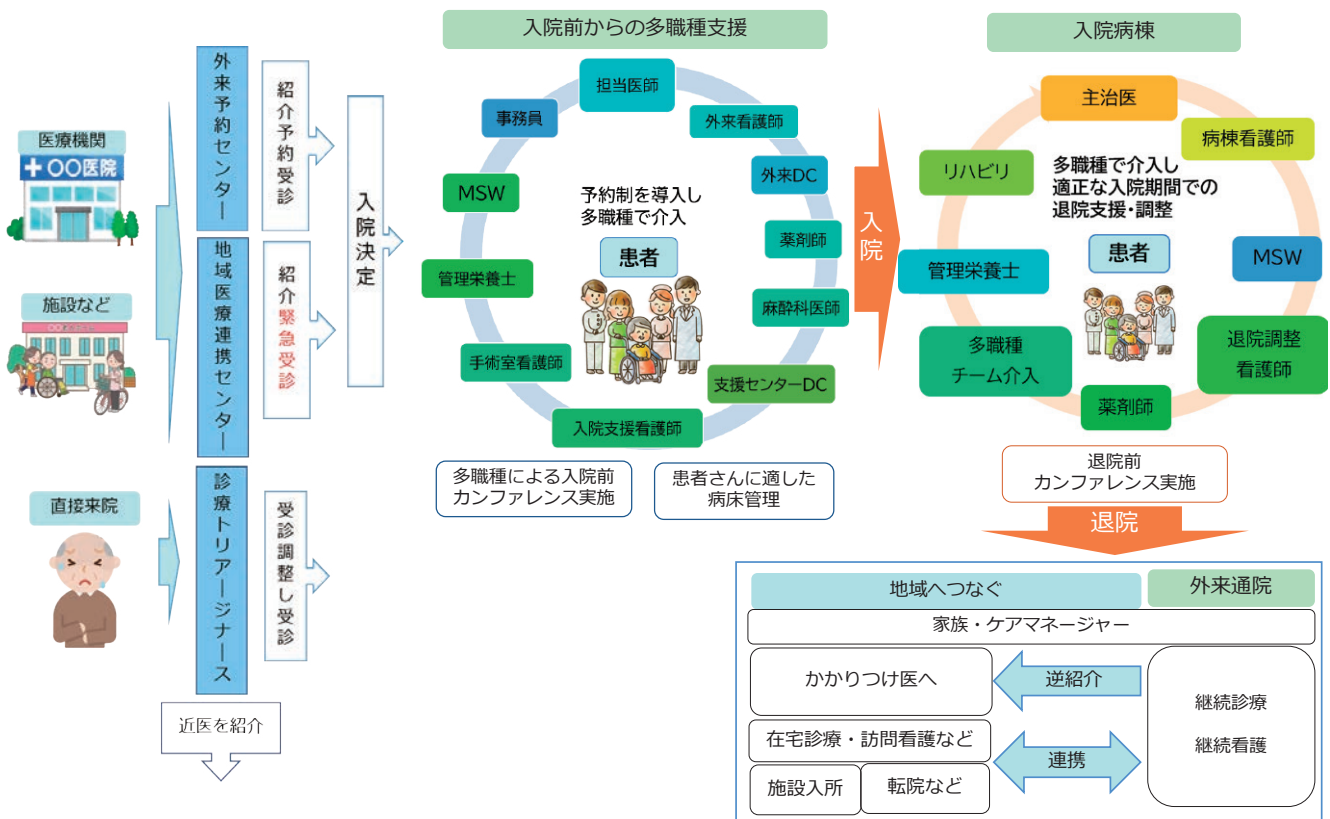 医療機関
+ 〇〇医院
施設など
直接来院
外来予約センター
地域医療連携センター
診療トリアージナース
紹介予約受診
紹介緊急受診
受診調整し受診
近医を紹介
入院決定
入院前からの多職種支援
担当医師
事務員
外来看護師
MSW
外来DC
予約制を導入し
多職種で介入
薬剤師
患者
管理栄養士
麻酔科医師
手術室看護師
支援センターDC
入院支援看護師
多職種による入院前
カンファレンス実施
患者さんに適した
病床管理
入院
入院病棟
主治医
病棟看護師
リハビリ
多職種で介入し
適正な入院期間での
退院支援・調整
管理栄養士
患者
MSW
多職種
チーム介入
退院調整
看護師
薬剤師
退院前
カンファレンス実施
退院
地域へつなぐ
外来通院
家族・ケアマネージャー
かかりつけ医へ
逆紹介
継続診療
継続看護
在宅診療・訪問看護など
連携
施設入所
転院など